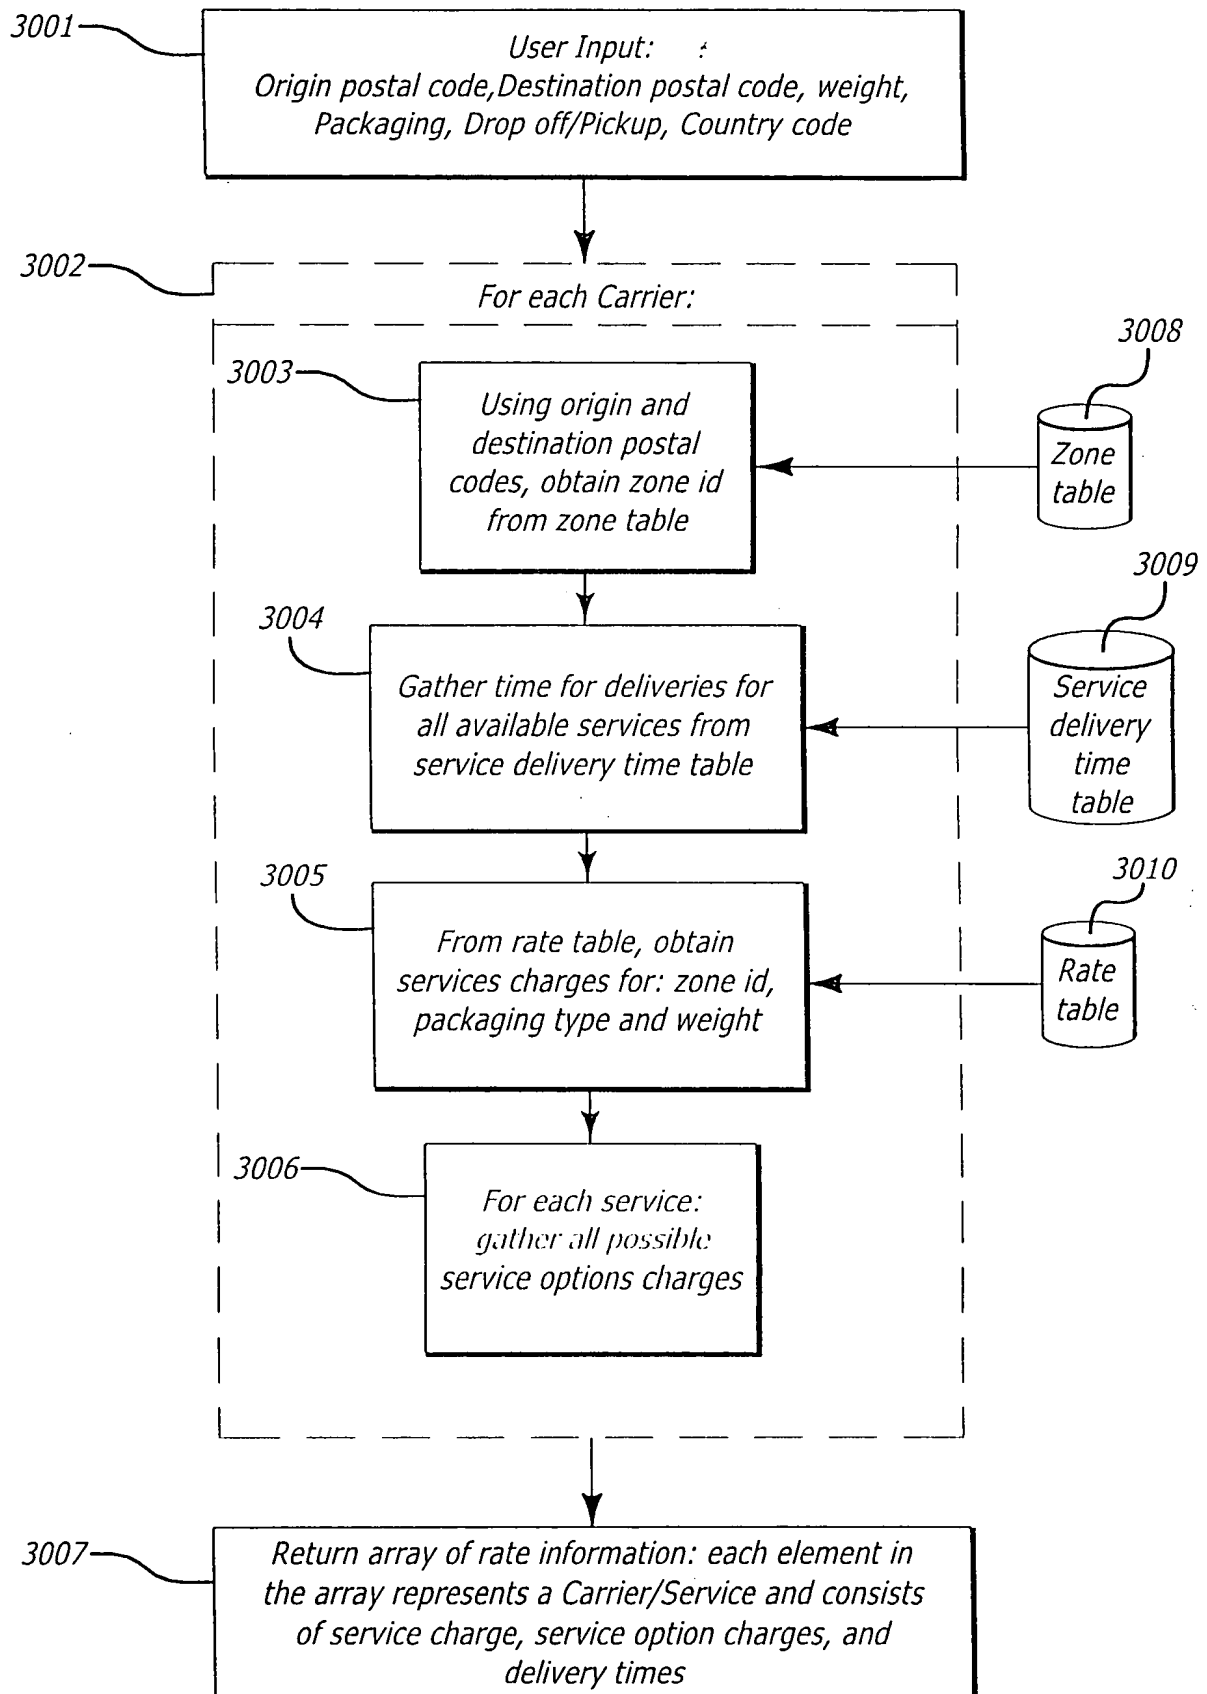 3001
User Input:
Origin postal code,Destination postal code, weight,
Packaging, Drop off/Pickup, Country code
3002
For each Carrier:
3003
Using origin and
destination postal
codes, obtain zone id
from zone table
3008
Zone
table
3004
Gather time for deliveries for
all available services from
service delivery time table
3009
Service
delivery
time
table
3005
From rate table, obtain
services charges for: zone id,
packaging type and weight
3010
Rate
table
3006
For each service:
gather all possible
service options charges
3007
Return array of rate information: each element in
the array represents a Carrier/Service and consists
of service charge, service option charges, and
delivery times